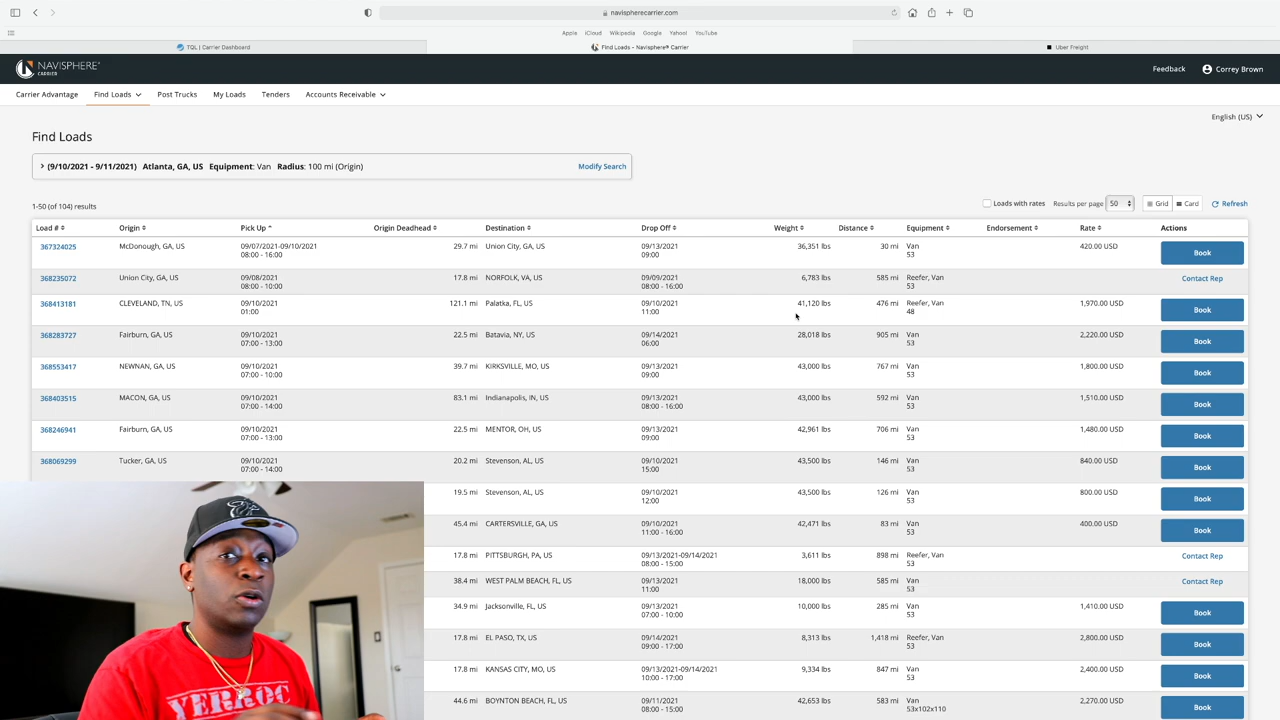 navispherecarrier.com
Apple iCloud Wikipedia Google Yahoo! YouTube
TQL | Carrier Dashboard Find Loads - Navisphere® Carrier Uber Freight
NAVISPHERE® Feedback Correy Brown
CARRIER
Carrier Advantage Find Loads Post Trucks My Loads Tenders Accounts Receivable
English (US)
Find Loads
(9/10/2021 - 9/11/2021) Atlanta, GA, US Equipment: Van Radius: 100 mi (Origin) Modify Search
1-50 (of 104) results Loads with rates Results per page 50 Grid Card Refresh
Load # Origin Pick Up Origin Deadhead Destination Drop Off Weight Distance Equipment Endorsement Rate Actions
367324025 McDonough, GA, US 09/07/2021-09/10/2021 29.7 mi Union City, GA, US 09/13/2021 36,351 lbs 30 mi Van 420.00 USD Book
08:00 - 16:00 09:00 53
368235072 Union City, GA, US 09/08/2021 17.8 mi NORFOLK, VA, US 09/09/2021 6,783 lbs 585 mi Reefer, Van Contact Rep
08:00 - 10:00 08:00 - 16:00 53
368413181 CLEVELAND, TN, US 09/10/2021 121.1 mi Palatka, FL, US 09/10/2021 41,120 lbs 476 mi Reefer, Van 1,970.00 USD Book
01:00 11:00 48
368283727 Fairburn, GA, US 09/10/2021 22.5 mi Batavia, NY, US 09/14/2021 28,018 lbs 905 mi Van 2,220.00 USD Book
07:00 - 13:00 06:00 53
368553417 NEWNAN, GA, US 09/10/2021 39.7 mi KIRKSVILLE, MO, US 09/13/2021 43,000 lbs 767 mi Van 1,800.00 USD Book
07:00 - 10:00 09:00 53
368403515 MACON, GA, US 09/10/2021 83.1 mi Indianapolis, IN, US 09/13/2021 43,000 lbs 592 mi Van 1,510.00 USD Book
07:00 - 14:00 08:00 - 16:00 53
368246941 Fairburn, GA, US 09/10/2021 22.5 mi MENTOR, OH, US 09/13/2021 42,961 lbs 706 mi Van 1,480.00 USD Book
07:00 - 13:00 09:00 53
368069299 Tucker, GA, US 09/10/2021 20.2 mi Stevenson, AL, US 09/10/2021 43,500 lbs 146 mi Van 840.00 USD Book
07:00 - 14:00 15:00 53
19.5 mi Stevenson, AL, US 09/10/2021 43,500 lbs 126 mi Van 800.00 USD Book
12:00 53
45.4 mi CARTERSVILLE, GA, US 09/10/2021 42,471 lbs 83 mi Van 400.00 USD Book
11:00 - 16:00 53
17.8 mi PITTSBURGH, PA, US 09/13/2021-09/14/2021 3,611 lbs 898 mi Reefer, Van Contact Rep
08:00 - 15:00 53
38.4 mi WEST PALM BEACH, FL, US 09/13/2021 18,000 lbs 585 mi Van Contact Rep
11:00 53
34.9 mi Jacksonville, FL, US 09/13/2021 10,000 lbs 285 mi Van 1,410.00 USD Book
07:00 - 10:00 53
17.8 mi EL PASO, TX, US 09/14/2021 8,313 lbs 1,418 mi Reefer, Van 2,800.00 USD Book
09:00 - 17:00 53
17.8 mi KANSAS CITY, MO, US 09/13/2021-09/14/2021 9,334 lbs 847 mi Van 2,400.00 USD Book
10:00 - 17:00 53
44.6 mi BOYNTON BEACH, FL, US 09/11/2021 42,653 lbs 583 mi Van 2,270.00 USD Book
08:00 - 15:00 53x102x110
YERROC